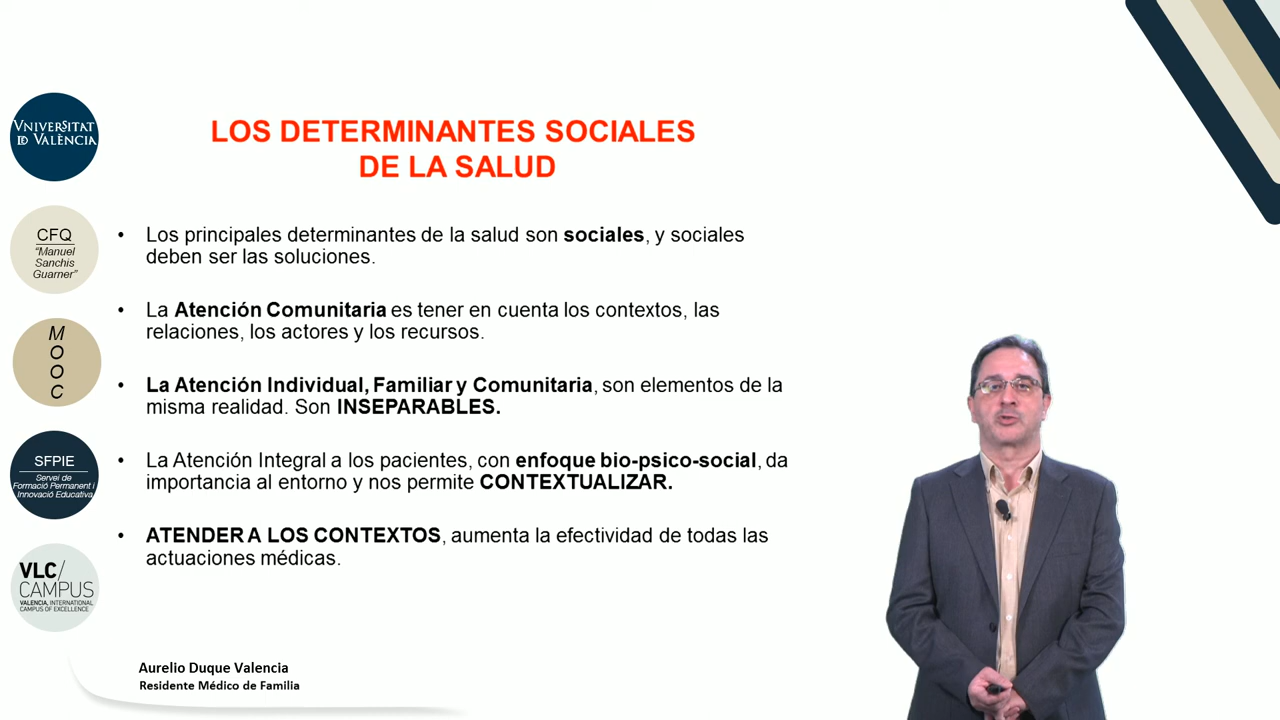 VNIVERSITAT
DE VALÈNCIA
CFQ
“Manuel
Sanchis
Guarner”
M
O
O
C
SFPIE
Servei de
Formació Permanent i
Innovació Educativa
VLC/
CAMPUS
VALENCIA, INTERNATIONAL
CAMPUS OF EXCELLENCE
LOS DETERMINANTES SOCIALES
DE LA SALUD
• Los principales determinantes de la salud son sociales, y sociales
deben ser las soluciones.
• La Atención Comunitaria es tener en cuenta los contextos, las
relaciones, los actores y los recursos.
• La Atención Individual, Familiar y Comunitaria, son elementos de la
misma realidad. Son INSEPARABLES.
• La Atención Integral a los pacientes, con enfoque bio-psico-social, da
importancia al entorno y nos permite CONTEXTUALIZAR.
• ATENDER A LOS CONTEXTOS, aumenta la efectividad de todas las
actuaciones médicas.
Aurelio Duque Valencia
Residente Médico de Familia